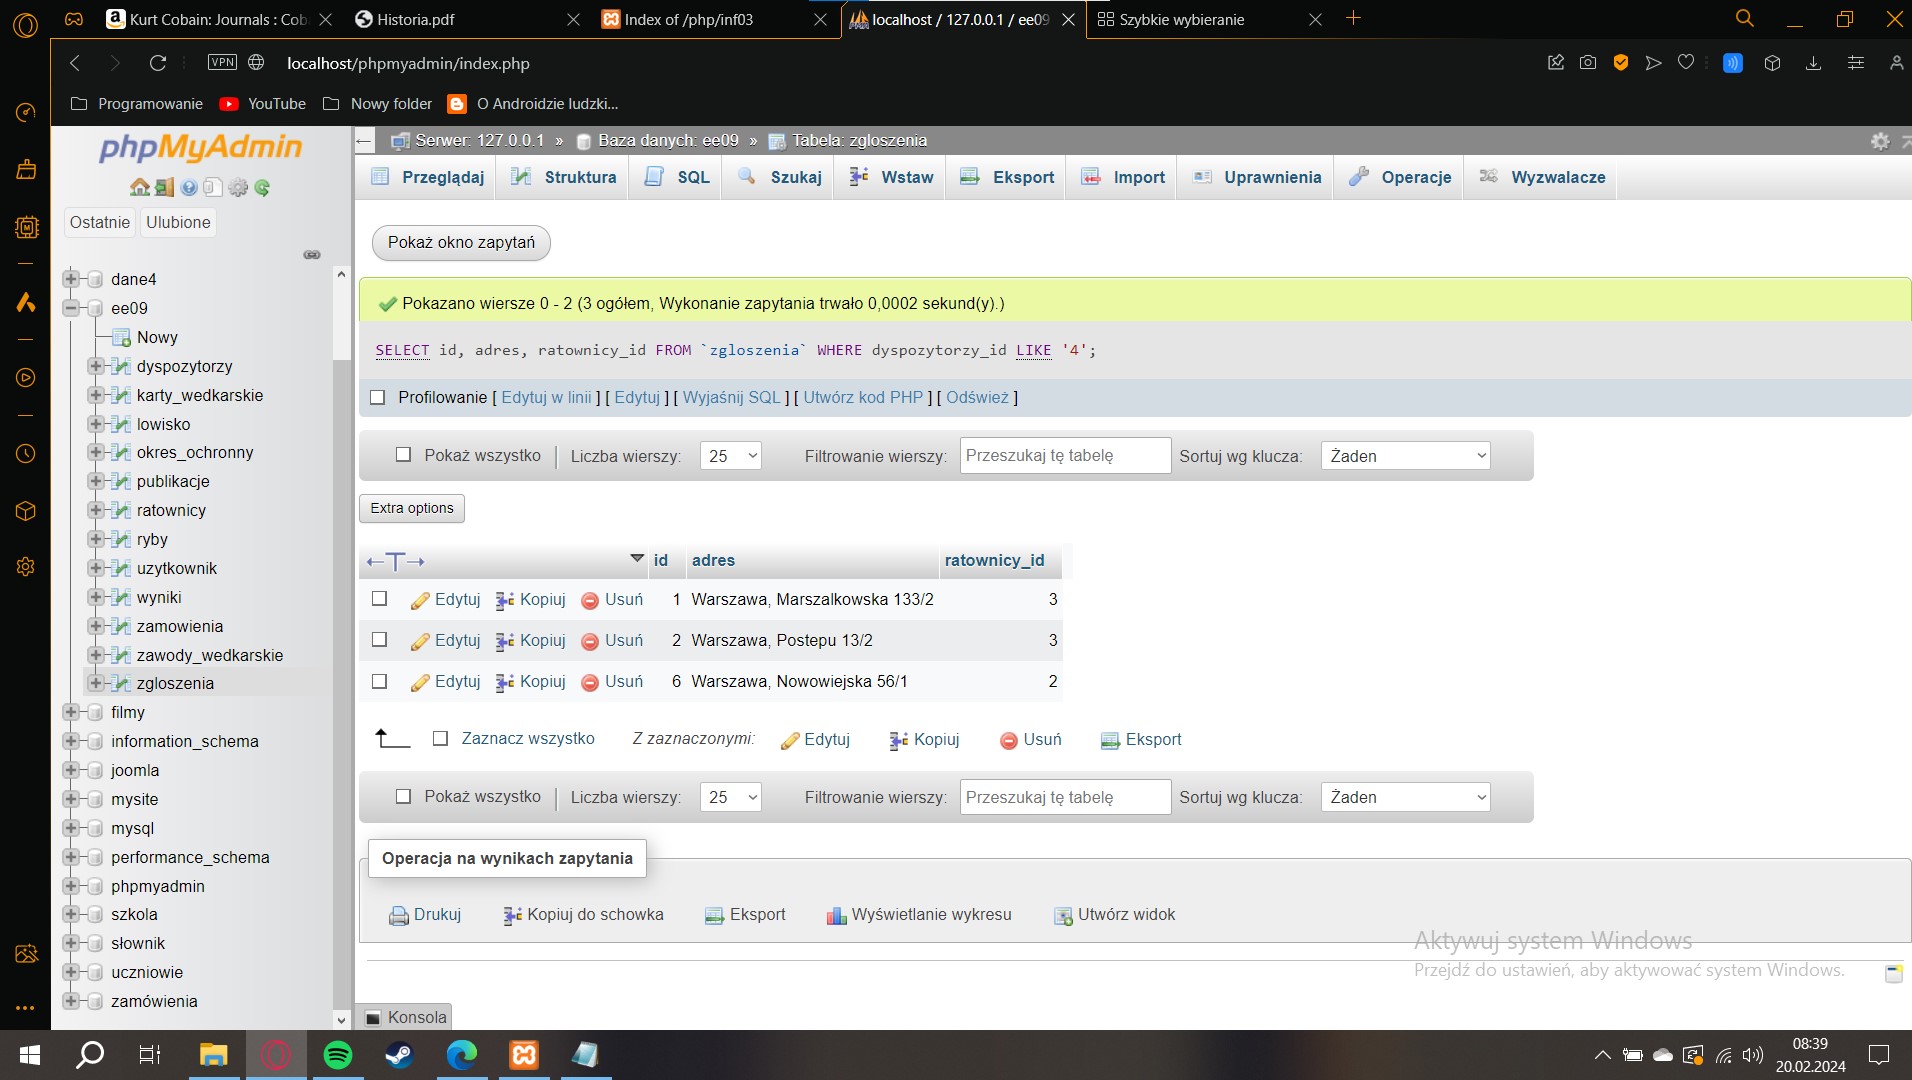 Kurt Cobain: Journals : Cob
Historia.pdf
Index of /php/inf03
localhost / 127.0.0.1 / ee09
Szybkie wybieranie
VPN
localhost/phpmyadmin/index.php
Programowanie
YouTube
Nowy folder
O Androidzie ludzki...
phpMyAdmin
Ostatnie
Ulubione
dane4
ee09
Nowy
dyspozytorzy
karty_wedkarskie
lowisko
okres_ochronny
publikacje
ratownicy
ryby
uzytkownik
wyniki
zamowienia
zawody_wedkarskie
zgloszenia
filmy
information_schema
joomla
mysite
mysql
performance_schema
phpmyadmin
szkola
słownik
uczniowie
zamówienia
Serwer: 127.0.0.1 » Baza danych: ee09 » Tabela: zgloszenia
Przeglądaj Struktura SQL Szukaj Wstaw Eksport Import Uprawnienia Operacje Wyzwalacze
Pokaż okno zapytań
Pokazano wiersze 0 - 2 (3 ogółem, Wykonanie zapytania trwało 0,0002 sekund(y).)
SELECT id, adres, ratownicy_id FROM `zgloszenia` WHERE dyspozytorzy_id LIKE '4';
Profilowanie [ Edytuj w linii ] [ Edytuj ] [ Wyjaśnij SQL ] [ Utwórz kod PHP ] [ Odśwież ]
Pokaż wszystko Liczba wierszy: 25 Filtrowanie wierszy: Przeszukaj tę tabelę Sortuj wg klucza: Żaden
Extra options
←T→ id adres ratownicy_id
Edytuj Kopiuj Usuń 1 Warszawa, Marszalkowska 133/2 3
Edytuj Kopiuj Usuń 2 Warszawa, Postepu 13/2 3
Edytuj Kopiuj Usuń 6 Warszawa, Nowowiejska 56/1 2
Zaznacz wszystko Z zaznaczonymi: Edytuj Kopiuj Usuń Eksport
Pokaż wszystko Liczba wierszy: 25 Filtrowanie wierszy: Przeszukaj tę tabelę Sortuj wg klucza: Żaden
Operacja na wynikach zapytania
Drukuj Kopiuj do schowka Eksport Wyświetlanie wykresu Utwórz widok
Aktywuj system Windows
Przejdź do ustawień, aby aktywować system Windows.
Konsola
08:39
20.02.2024